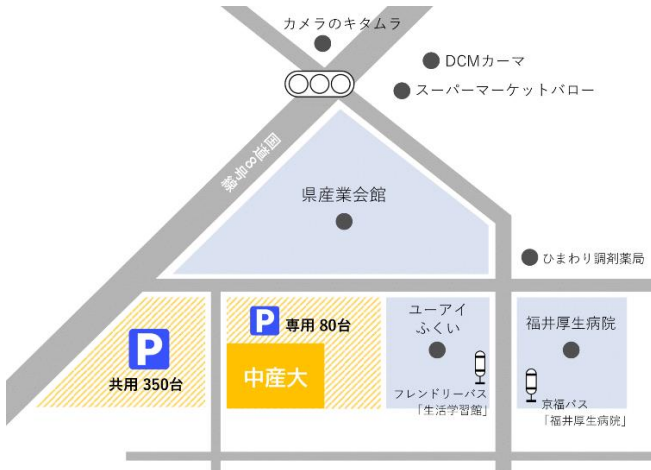 カメラのキタムラ
DCMカーマ
スーパーマーケットバロー
国道8号線
県産業会館
ひまわり調剤薬局
P
共用 350台
P 専用 80台
中産大
ユーアイ
ふくい
フレンドリーバス
「生活学習館」
福井厚生病院
京福バス
「福井厚生病院」